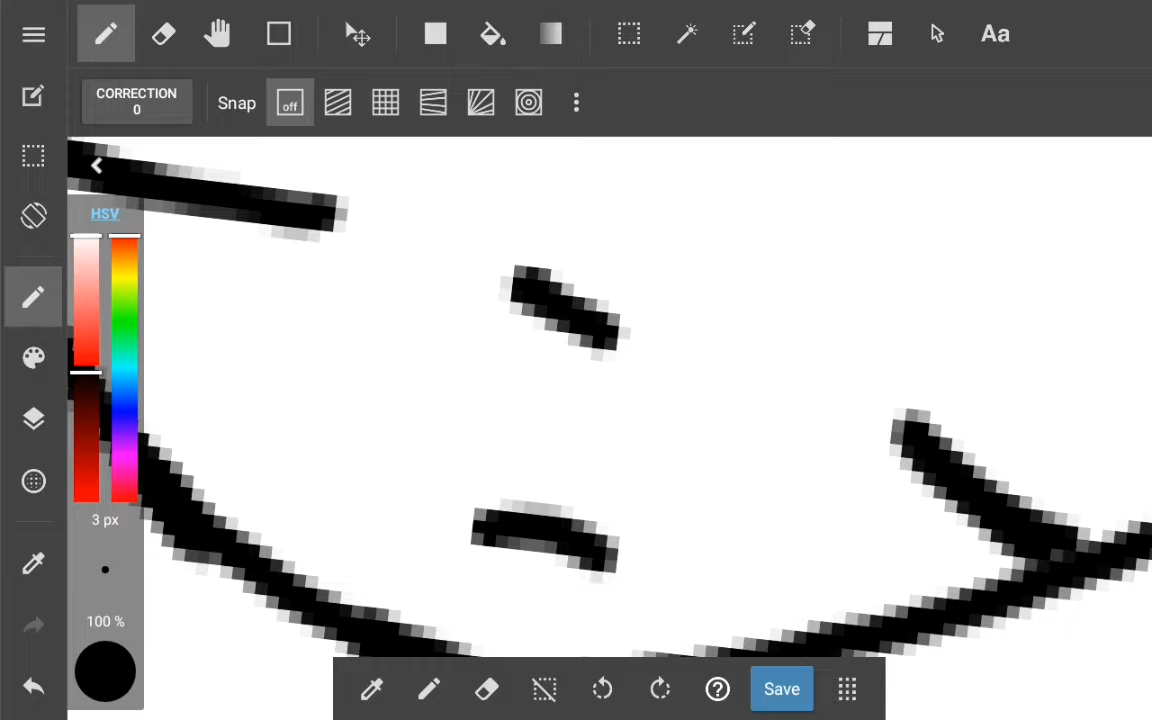 Aa
CORRECTION
0
Snap
off
HSV
3 px
100 %
Save